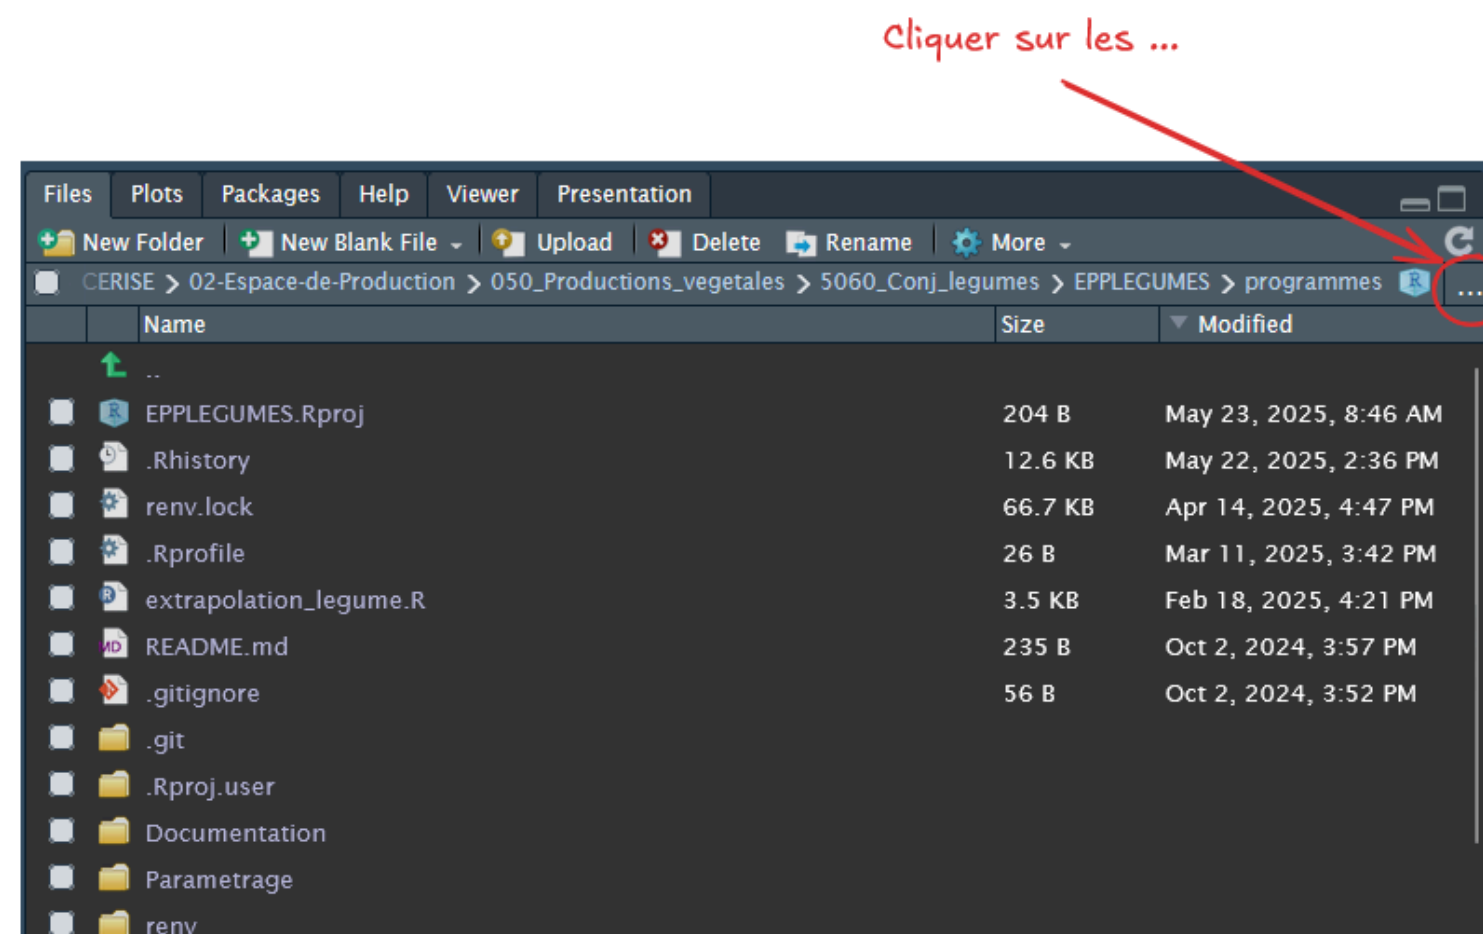 Cliquer sur les ...
Files Plots Packages Help Viewer Presentation
New Folder New Blank File Upload Delete Rename More
CERISE > 02-Espace-de-Production > 050_Productions_vegetales > 5060_Conj_legumes > EPPLEGUMES > programmes R ...
Name Size Modified
..
R EPPLEGUMES.Rproj 204 B May 23, 2025, 8:46 AM
.Rhistory 12.6 KB May 22, 2025, 2:36 PM
renv.lock 66.7 KB Apr 14, 2025, 4:47 PM
.Rprofile 26 B Mar 11, 2025, 3:42 PM
R extrapolation_legume.R 3.5 KB Feb 18, 2025, 4:21 PM
MD README.md 235 B Oct 2, 2024, 3:57 PM
.gitignore 56 B Oct 2, 2024, 3:52 PM
.git
.Rproj.user
Documentation
Parametrage
renv